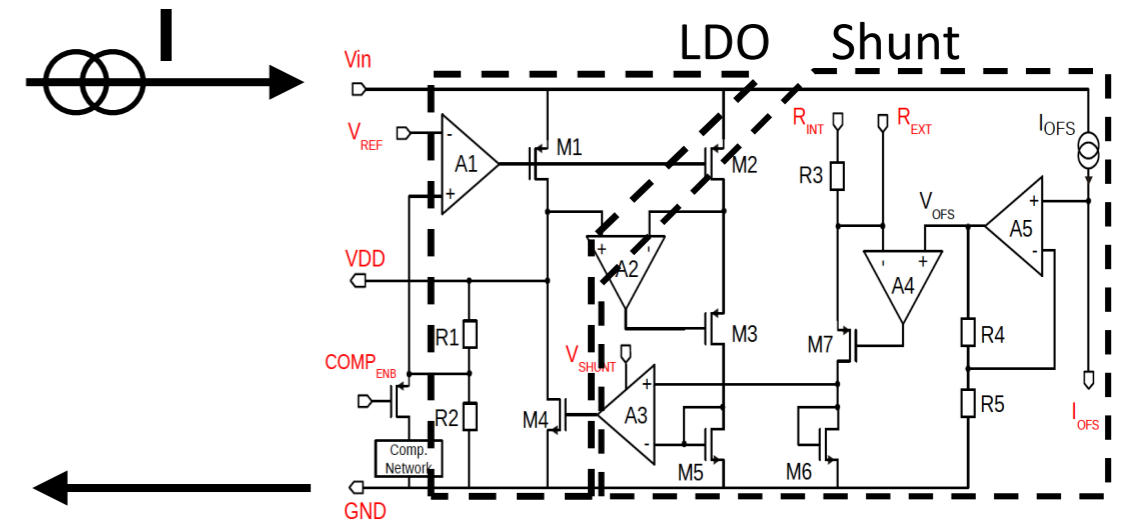 I
LDO Shunt
Vin
VREF
-
+
A1
M1
M2
RINT
REXT
R3
IOFS
VOFS
+
-
A5
VDD
+
-
A2
-
+
A4
R1
M3
M7
R4
COMPENB
VSHUNT
R2
M4
+
-
A3
R5
IOFS
Comp.
Network
M5
M6
GND